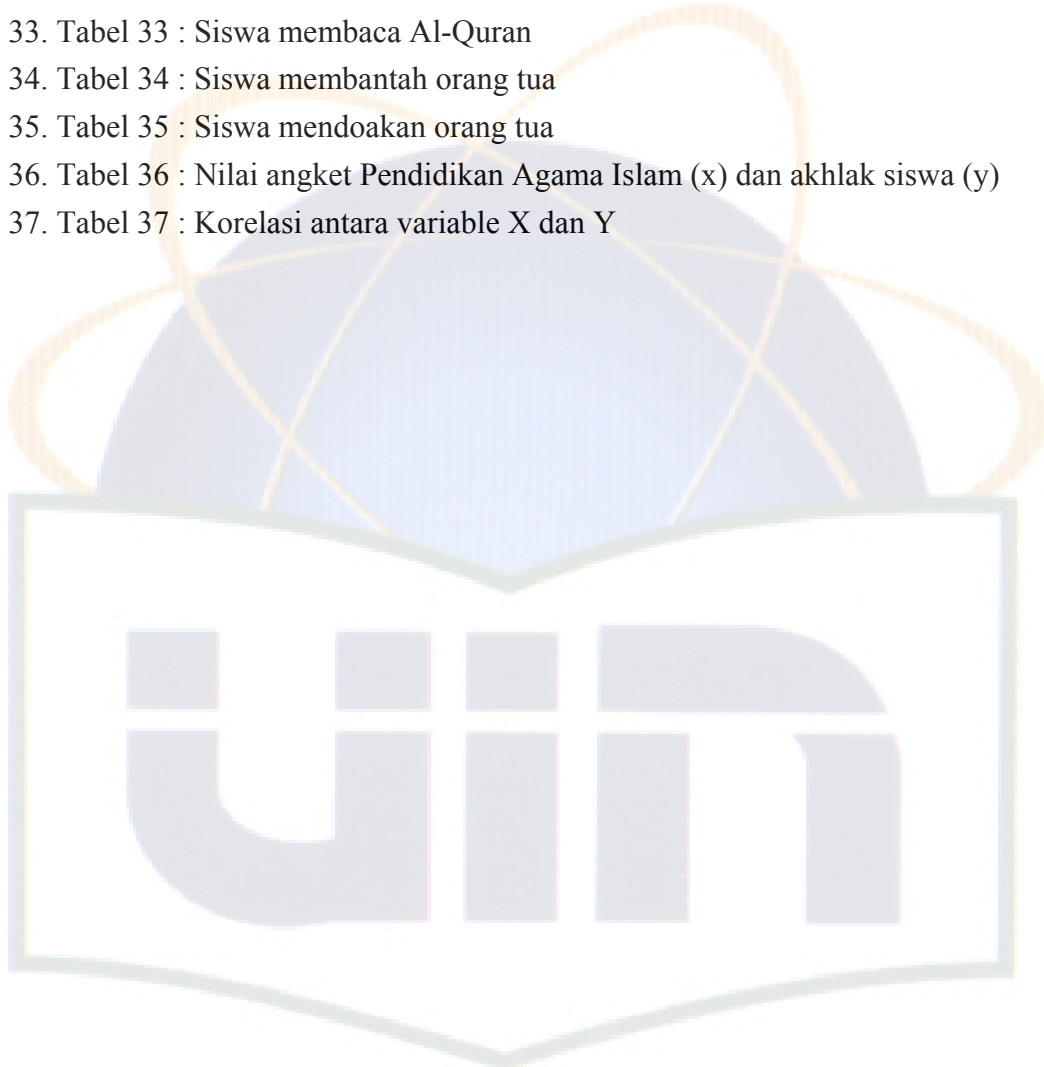 33. Tabel 33 : Siswa membaca Al-Quran
34. Tabel 34 : Siswa membantah orang tua
35. Tabel 35 : Siswa mendoakan orang tua
36. Tabel 36 : Nilai angket Pendidikan Agama Islam (x) dan akhlak siswa (y)
37. Tabel 37 : Korelasi antara variable X dan Y
uin